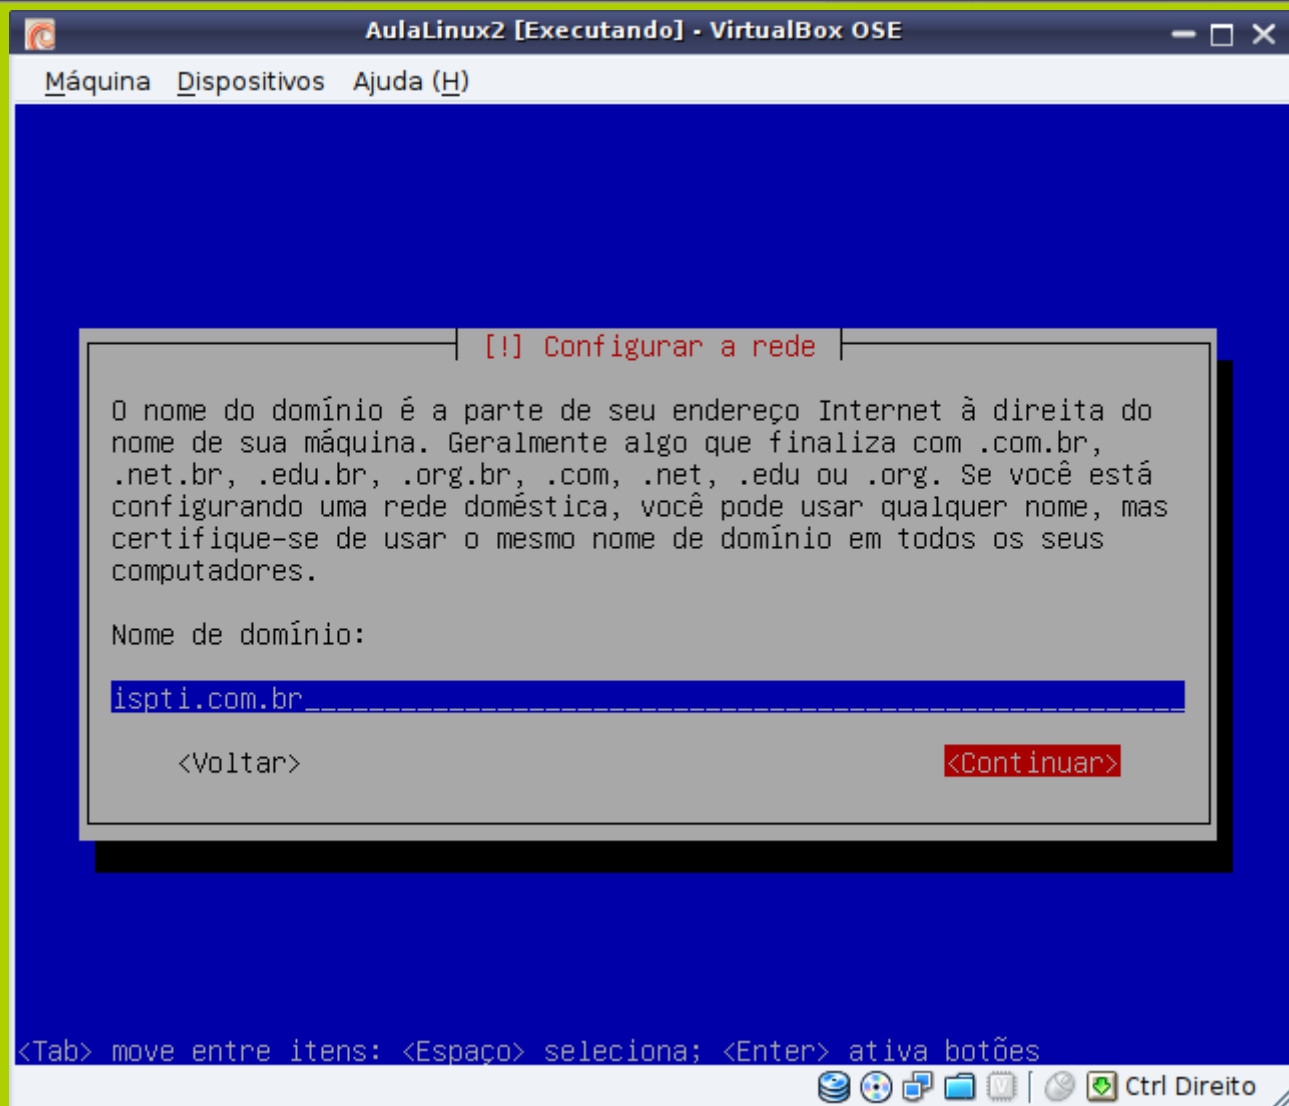 AulaLinux2 [Executando] - VirtualBox OSE
Máquina Dispositivos Ajuda (H)
[!] Configurar a rede
O nome do domínio é a parte de seu endereço Internet à direita do
nome de sua máquina. Geralmente algo que finaliza com .com.br,
.net.br, .edu.br, .org.br, .com, .net, .edu ou .org. Se você está
configurando uma rede doméstica, você pode usar qualquer nome, mas
certifique-se de usar o mesmo nome de domínio em todos os seus
computadores.
Nome de domínio:
ispti.com.br
<Voltar> <Continuar>
<Tab> move entre itens: <Espaço> seleciona; <Enter> ativa botões
Ctrl Direito